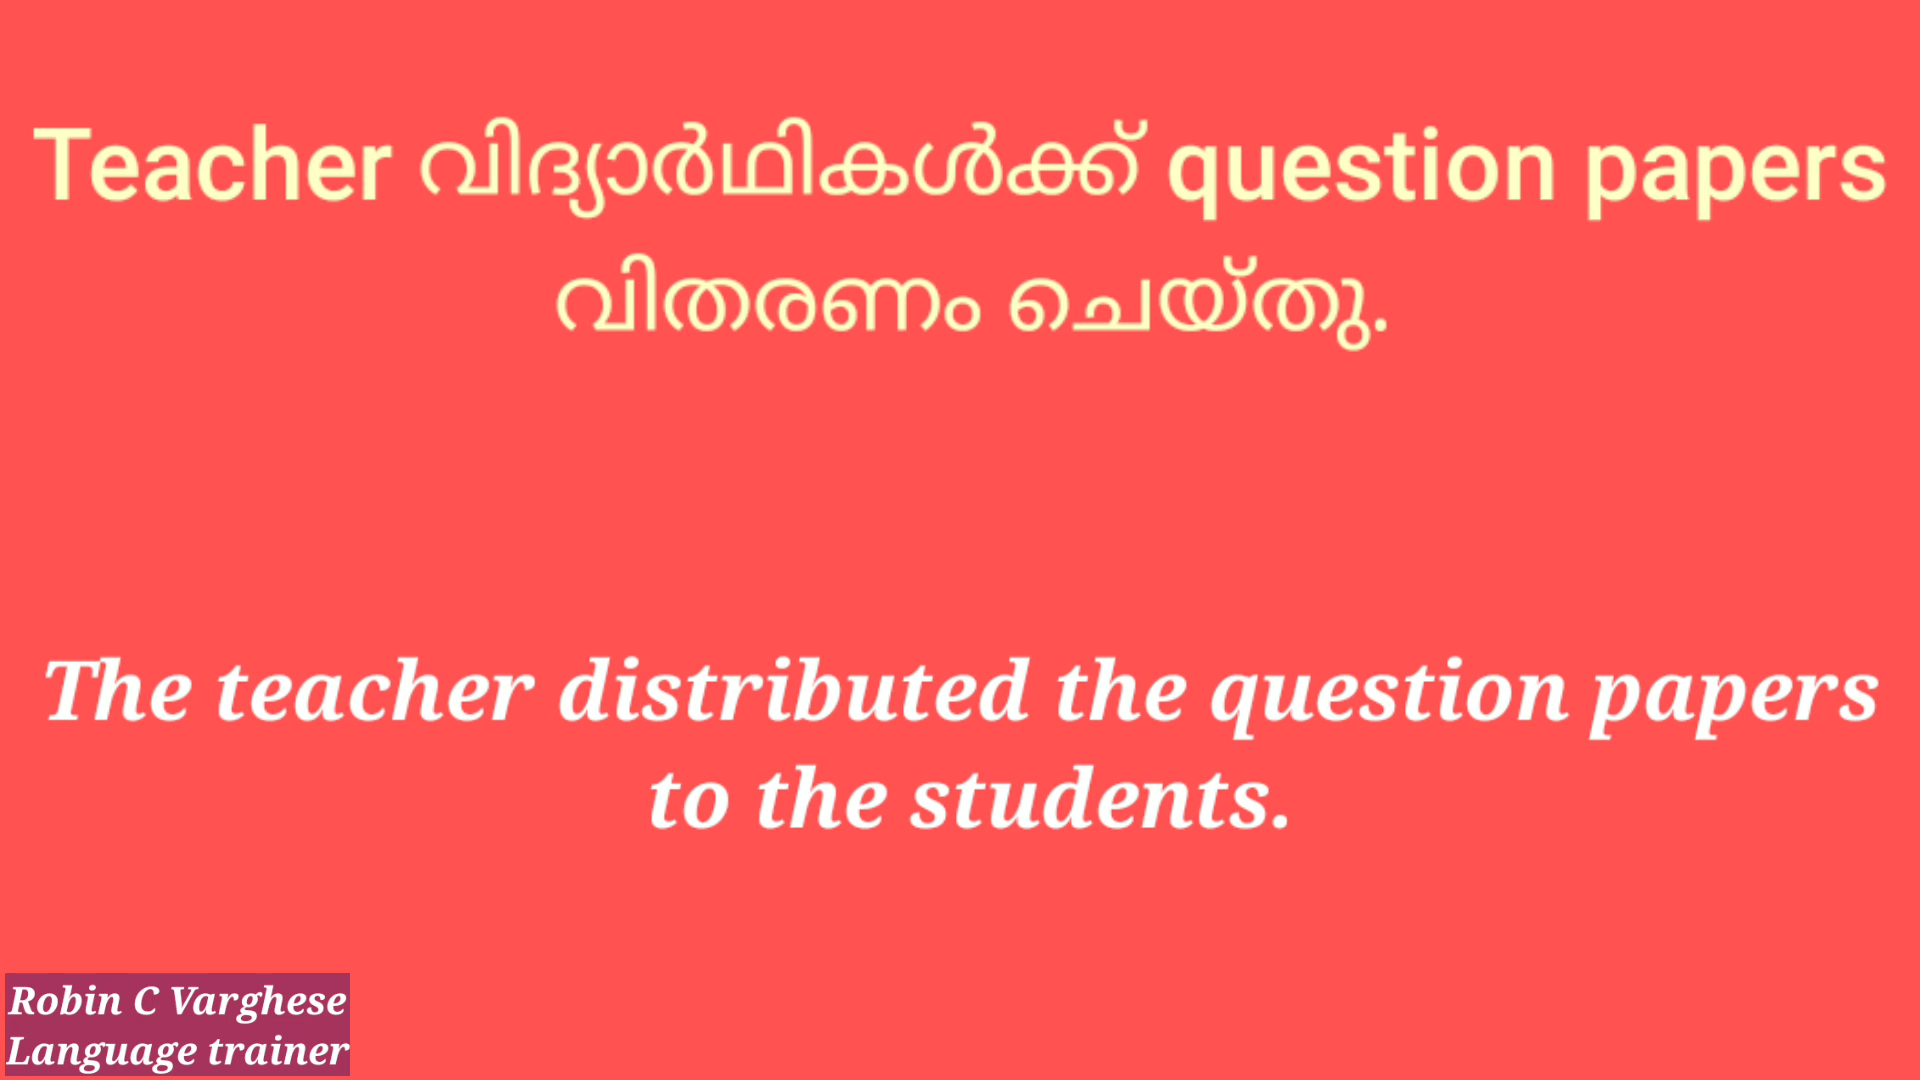 Teacher വിദ്യാർഥികൾക്ക് question papers
വിതരണം ചെയ്തു.
The teacher distributed the question papers
to the students.
Robin C Varghese
Language trainer